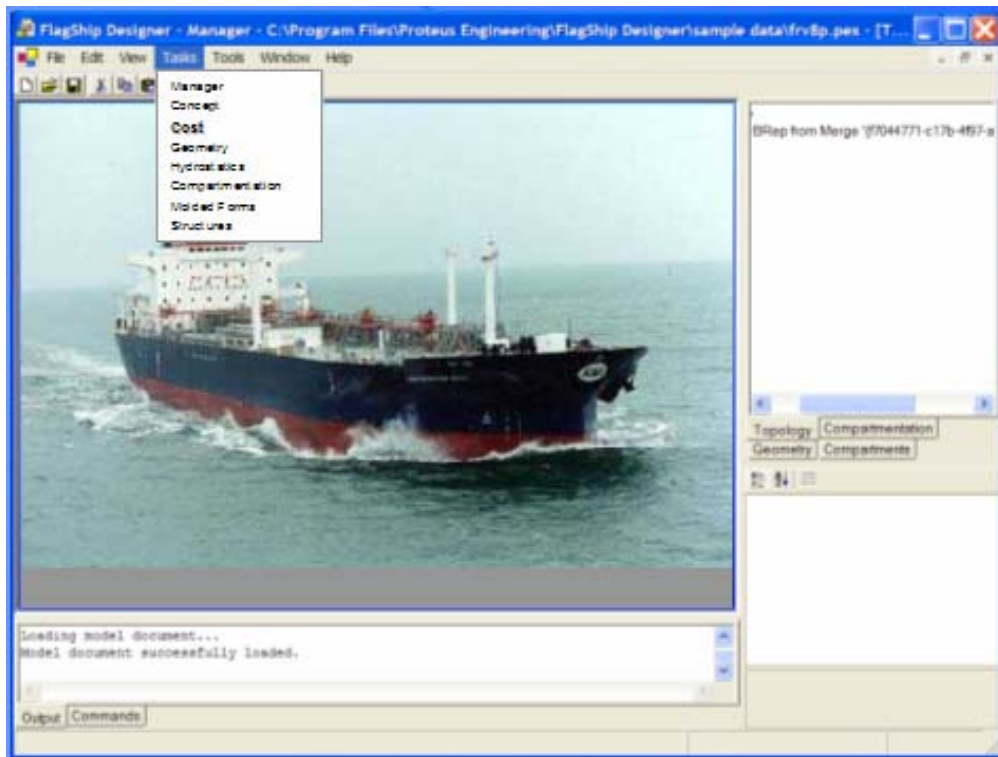 FlagShip Designer - Manager - C:\Program Files\Proteus Engineering\FlagShip Designer\sample data\frv8p.pex - [T...
File Edit View Tasks Tools Window Help
Manager
Concept
Cost
Geometry
Hydrostatics
Compartmentation
Molded Forms
Structures
BRep from Merge '\{f7044771-c17b-4f97-a
Topology Compartmentation
Geometry Compartments
Loading model document...
Model document successfully loaded.
Output Commands